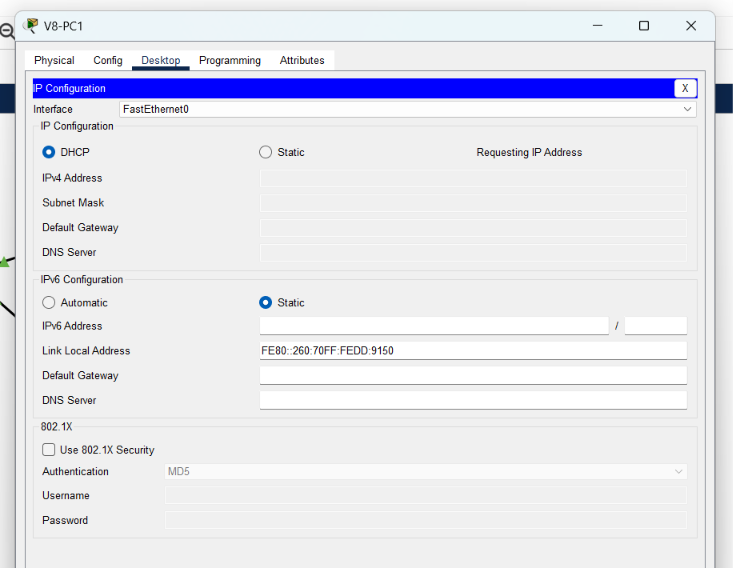 V8-PC1
Physical Config Desktop Programming Attributes
IP Configuration X
Interface FastEthernet0
IP Configuration
DHCP Static Requesting IP Address
IPv4 Address
Subnet Mask
Default Gateway
DNS Server
IPv6 Configuration
Automatic Static
IPv6 Address /
Link Local Address FE80::260:70FF:FEDD:9150
Default Gateway
DNS Server
802.1X
Use 802.1X Security
Authentication MD5
Username
Password